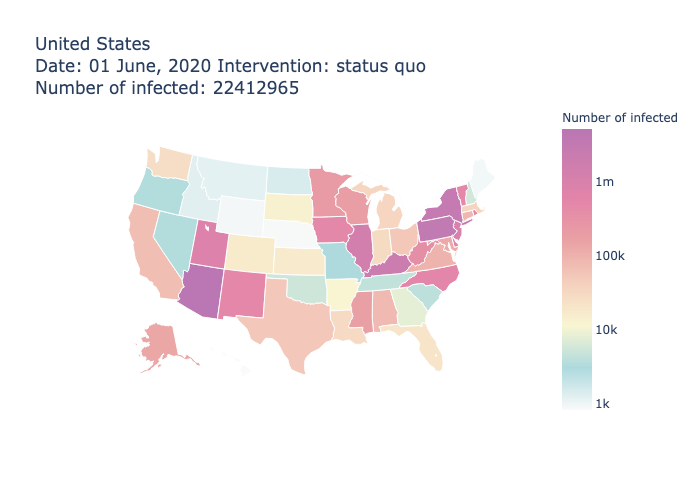 United States
Date: 01 June, 2020 Intervention: status quo
Number of infected: 22412965
Number of infected
1m
100k
10k
1k